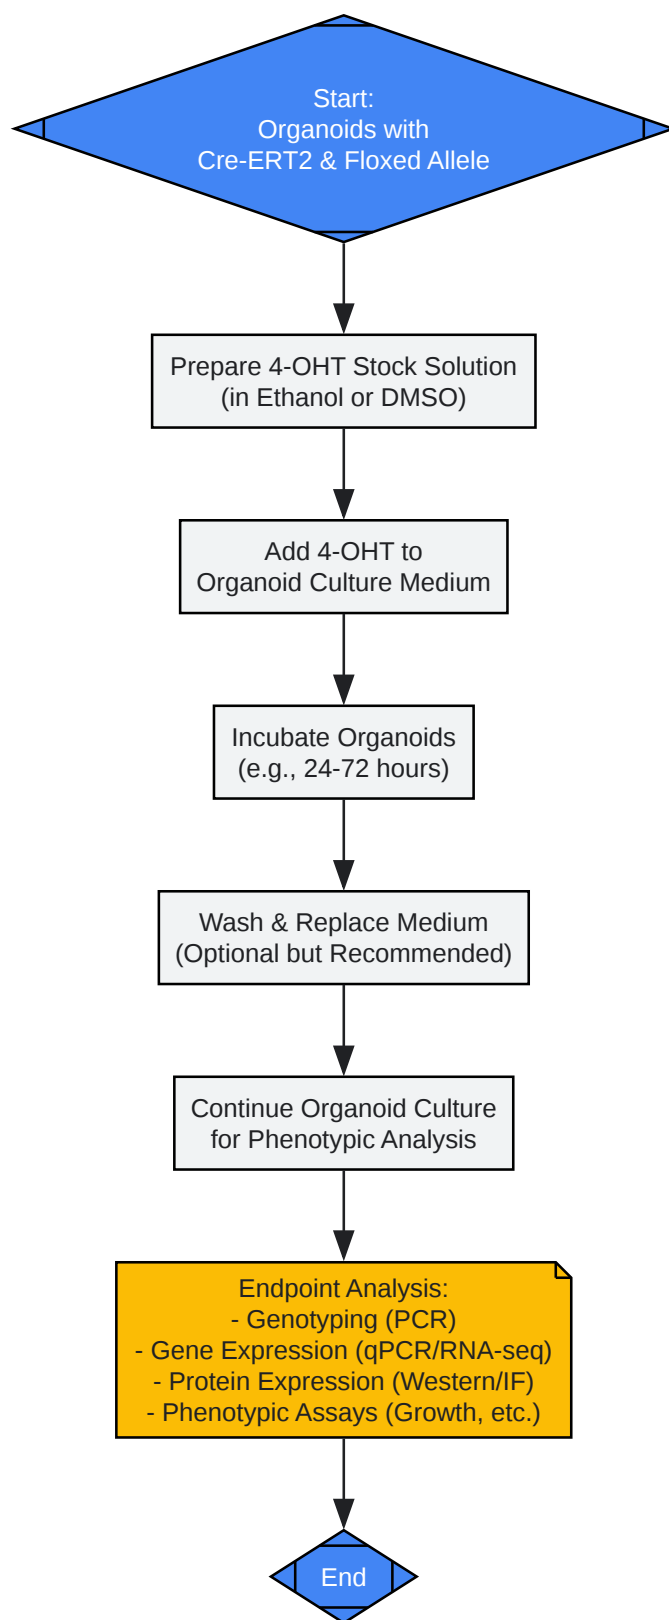 Start:
Organoids with
Cre-ERT2 & Floxed Allele
Prepare 4-OHT Stock Solution
(in Ethanol or DMSO)
Add 4-OHT to
Organoid Culture Medium
Incubate Organoids
(e.g., 24-72 hours)
Wash & Replace Medium
(Optional but Recommended)
Continue Organoid Culture
for Phenotypic Analysis
Endpoint Analysis:
- Genotyping (PCR)
- Gene Expression (qPCR/RNA-seq)
- Protein Expression (Western/IF)
- Phenotypic Assays (Growth, etc.)
End